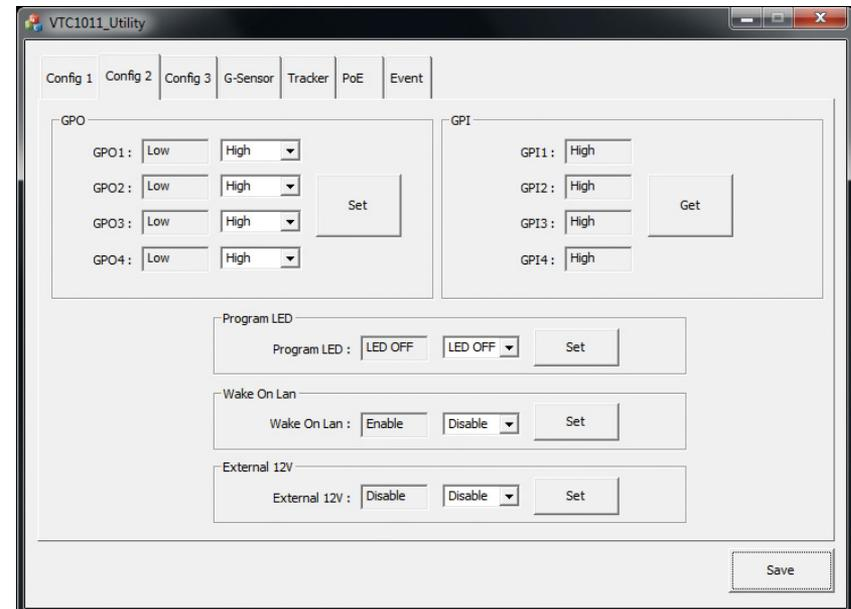 VTC1011_Utility
Config 1 Config 2 Config 3 G-Sensor Tracker PoE Event
GPO
GPO1 : Low High
GPO2 : Low High
GPO3 : Low High
GPO4 : Low High
Set
GPI
GPI1 : High
GPI2 : High
GPI3 : High
GPI4 : High
Get
Program LED
Program LED : LED OFF LED OFF Set
Wake On Lan
Wake On Lan : Enable Disable Set
External 12V
External 12V : Disable Disable Set
Save